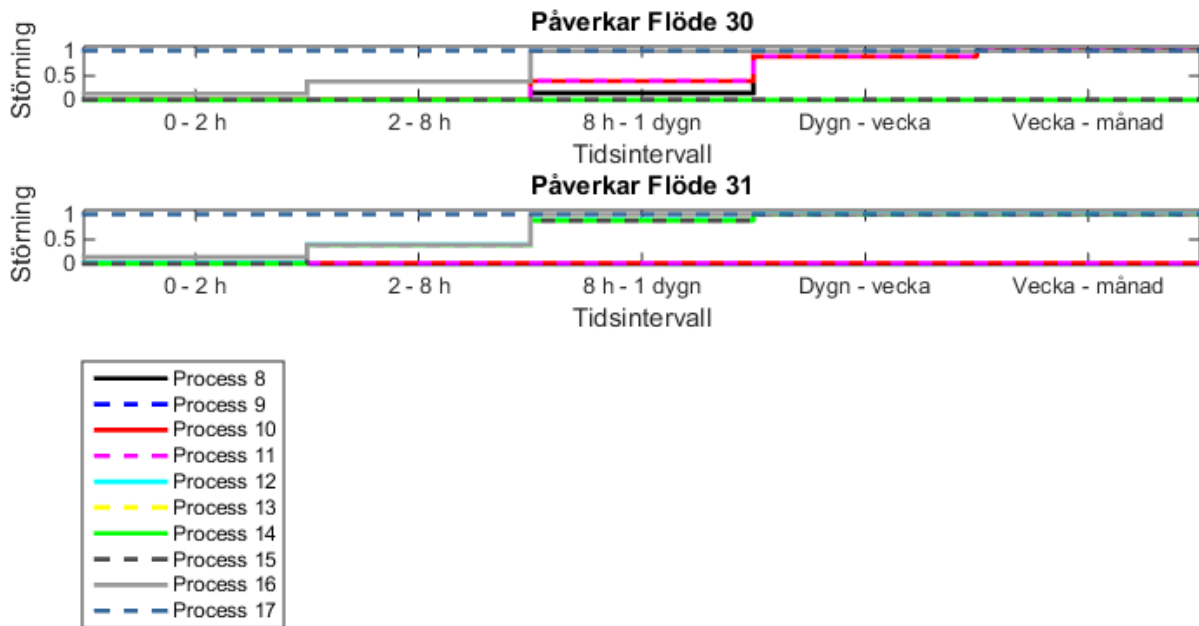 Påverkar Flöde 30
Störning
1
0.5
0
0 - 2 h
2 - 8 h
8 h - 1 dygn
Dygn - vecka
Vecka - månad
Tidsintervall
Påverkar Flöde 31
Störning
1
0.5
0
0 - 2 h
2 - 8 h
8 h - 1 dygn
Dygn - vecka
Vecka - månad
Tidsintervall
Process 8
Process 9
Process 10
Process 11
Process 12
Process 13
Process 14
Process 15
Process 16
Process 17